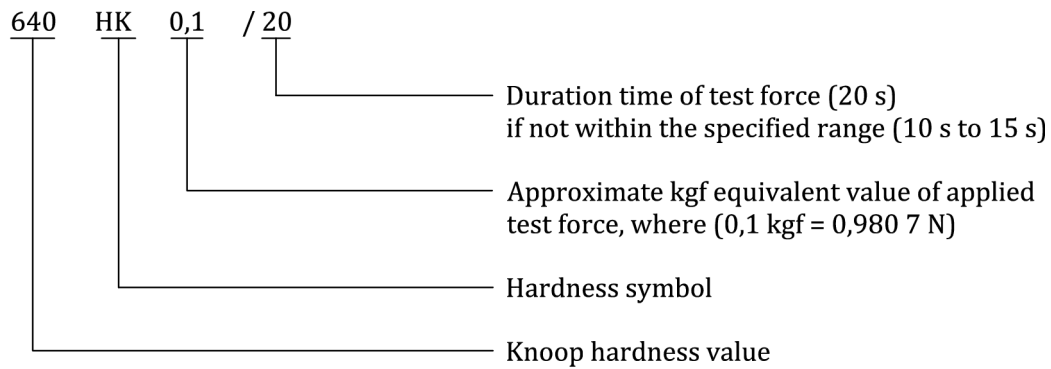 640 HK 0,1 / 20
Duration time of test force (20 s)
if not within the specified range (10 s to 15 s)
Approximate kgf equivalent value of applied
test force, where (0,1 kgf = 0,980 7 N)
Hardness symbol
Knoop hardness value